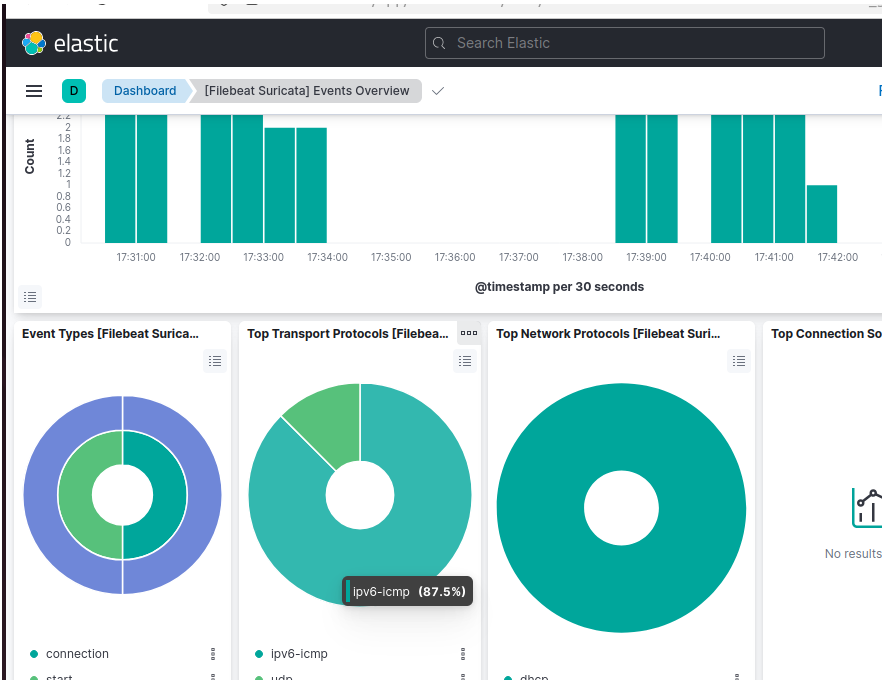 elastic
Search Elastic
D
Dashboard
[Filebeat Suricata] Events Overview
Count
2.2
2
1.8
1.6
1.4
1.2
1
0.8
0.6
0.4
0.2
0
17:31:00 17:32:00 17:33:00 17:34:00 17:35:00 17:36:00 17:37:00 17:38:00 17:39:00 17:40:00 17:41:00 17:42:00
@timestamp per 30 seconds
Event Types [Filebeat Surica...
Top Transport Protocols [Filebea...
Top Network Protocols [Filebeat Suri...
Top Connection So
ipv6-icmp (87.5%)
No results
connection
start
ipv6-icmp
udp
dhcp